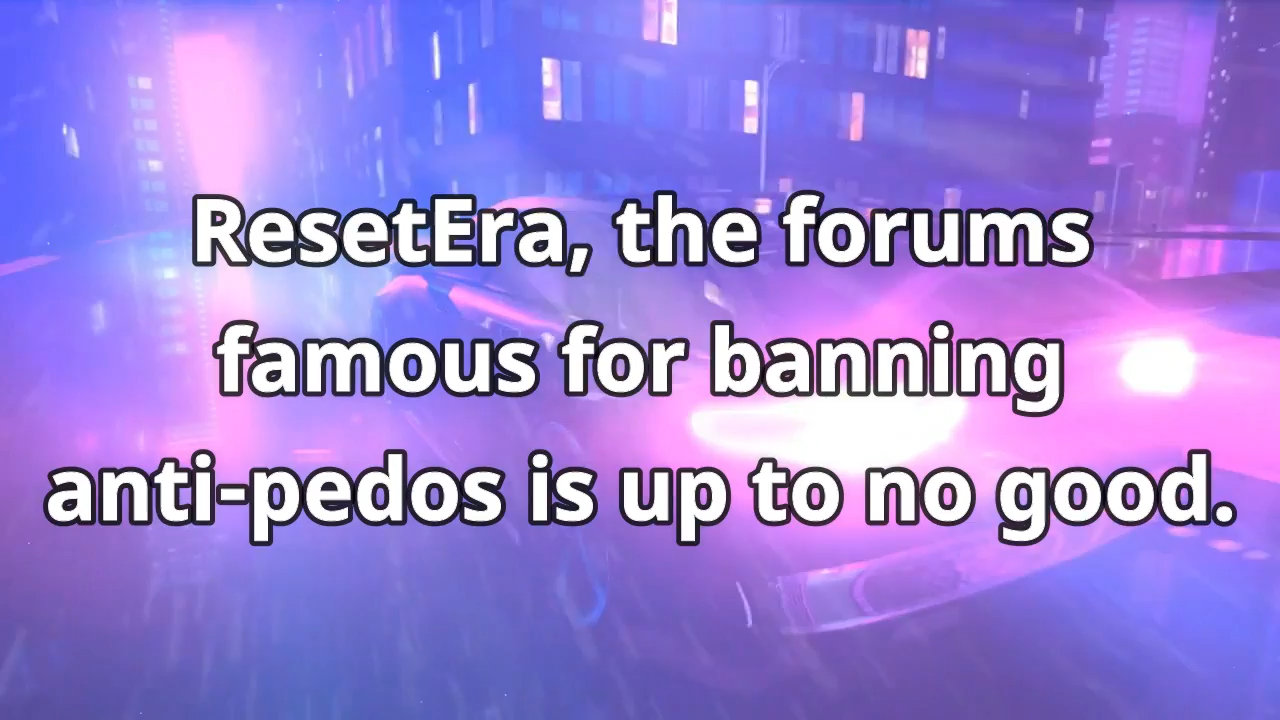 ResetEra, the forums
famous for banning
anti-pedos is up to no good.